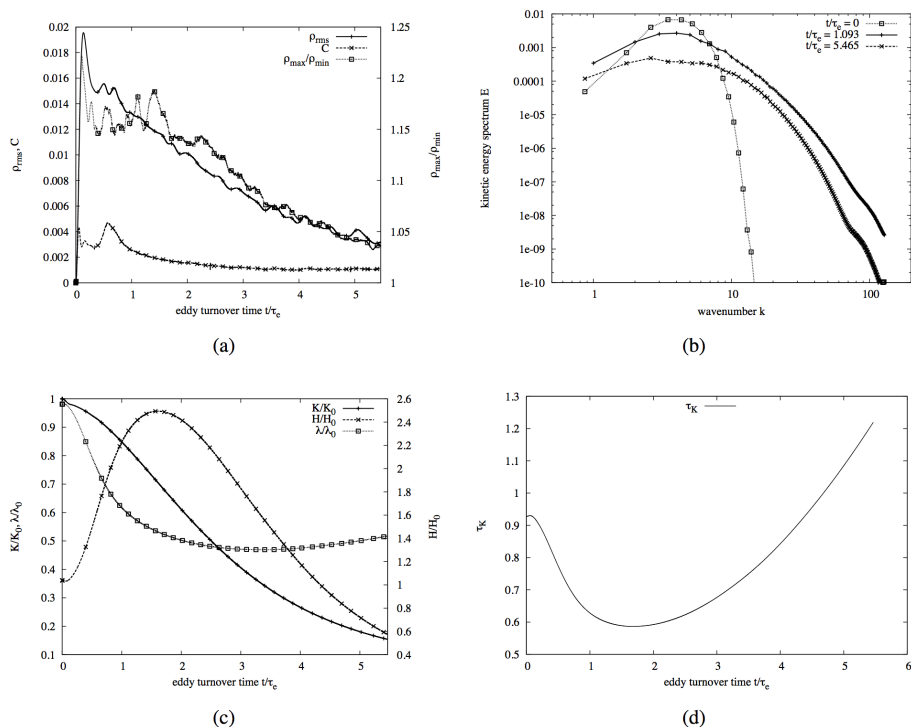 ρrms
C
ρmax/ρmin
0.02
0.018
0.016
0.014
0.012
0.01
0.008
0.006
0.004
0.002
0
ρrms, C
1.25
1.2
1.15
1.1
1.05
1
ρmax/ρmin
0 1 2 3 4 5
eddy turnover time t/τe
(a)
t/τe = 0
t/τe = 1.093
t/τe = 5.465
0.01
0.001
0.0001
1e-05
1e-06
1e-07
1e-08
1e-09
1e-10
kinetic energy spectrum E
1 10 100
wavenumber k
(b)
K/K0
H/H0
λ/λ0
1
0.9
0.8
0.7
0.6
0.5
0.4
0.3
0.2
0.1
0
K/K0, λ/λ0
2.6
2.4
2.2
2
1.8
1.6
1.4
1.2
1
0.8
0.6
0.4
H/H0
0 1 2 3 4 5
eddy turnover time t/τe
(c)
τK
1.3
1.2
1.1
1
0.9
0.8
0.7
0.6
0.5
τK
0 1 2 3 4 5 6
eddy turnover time t/τe
(d)